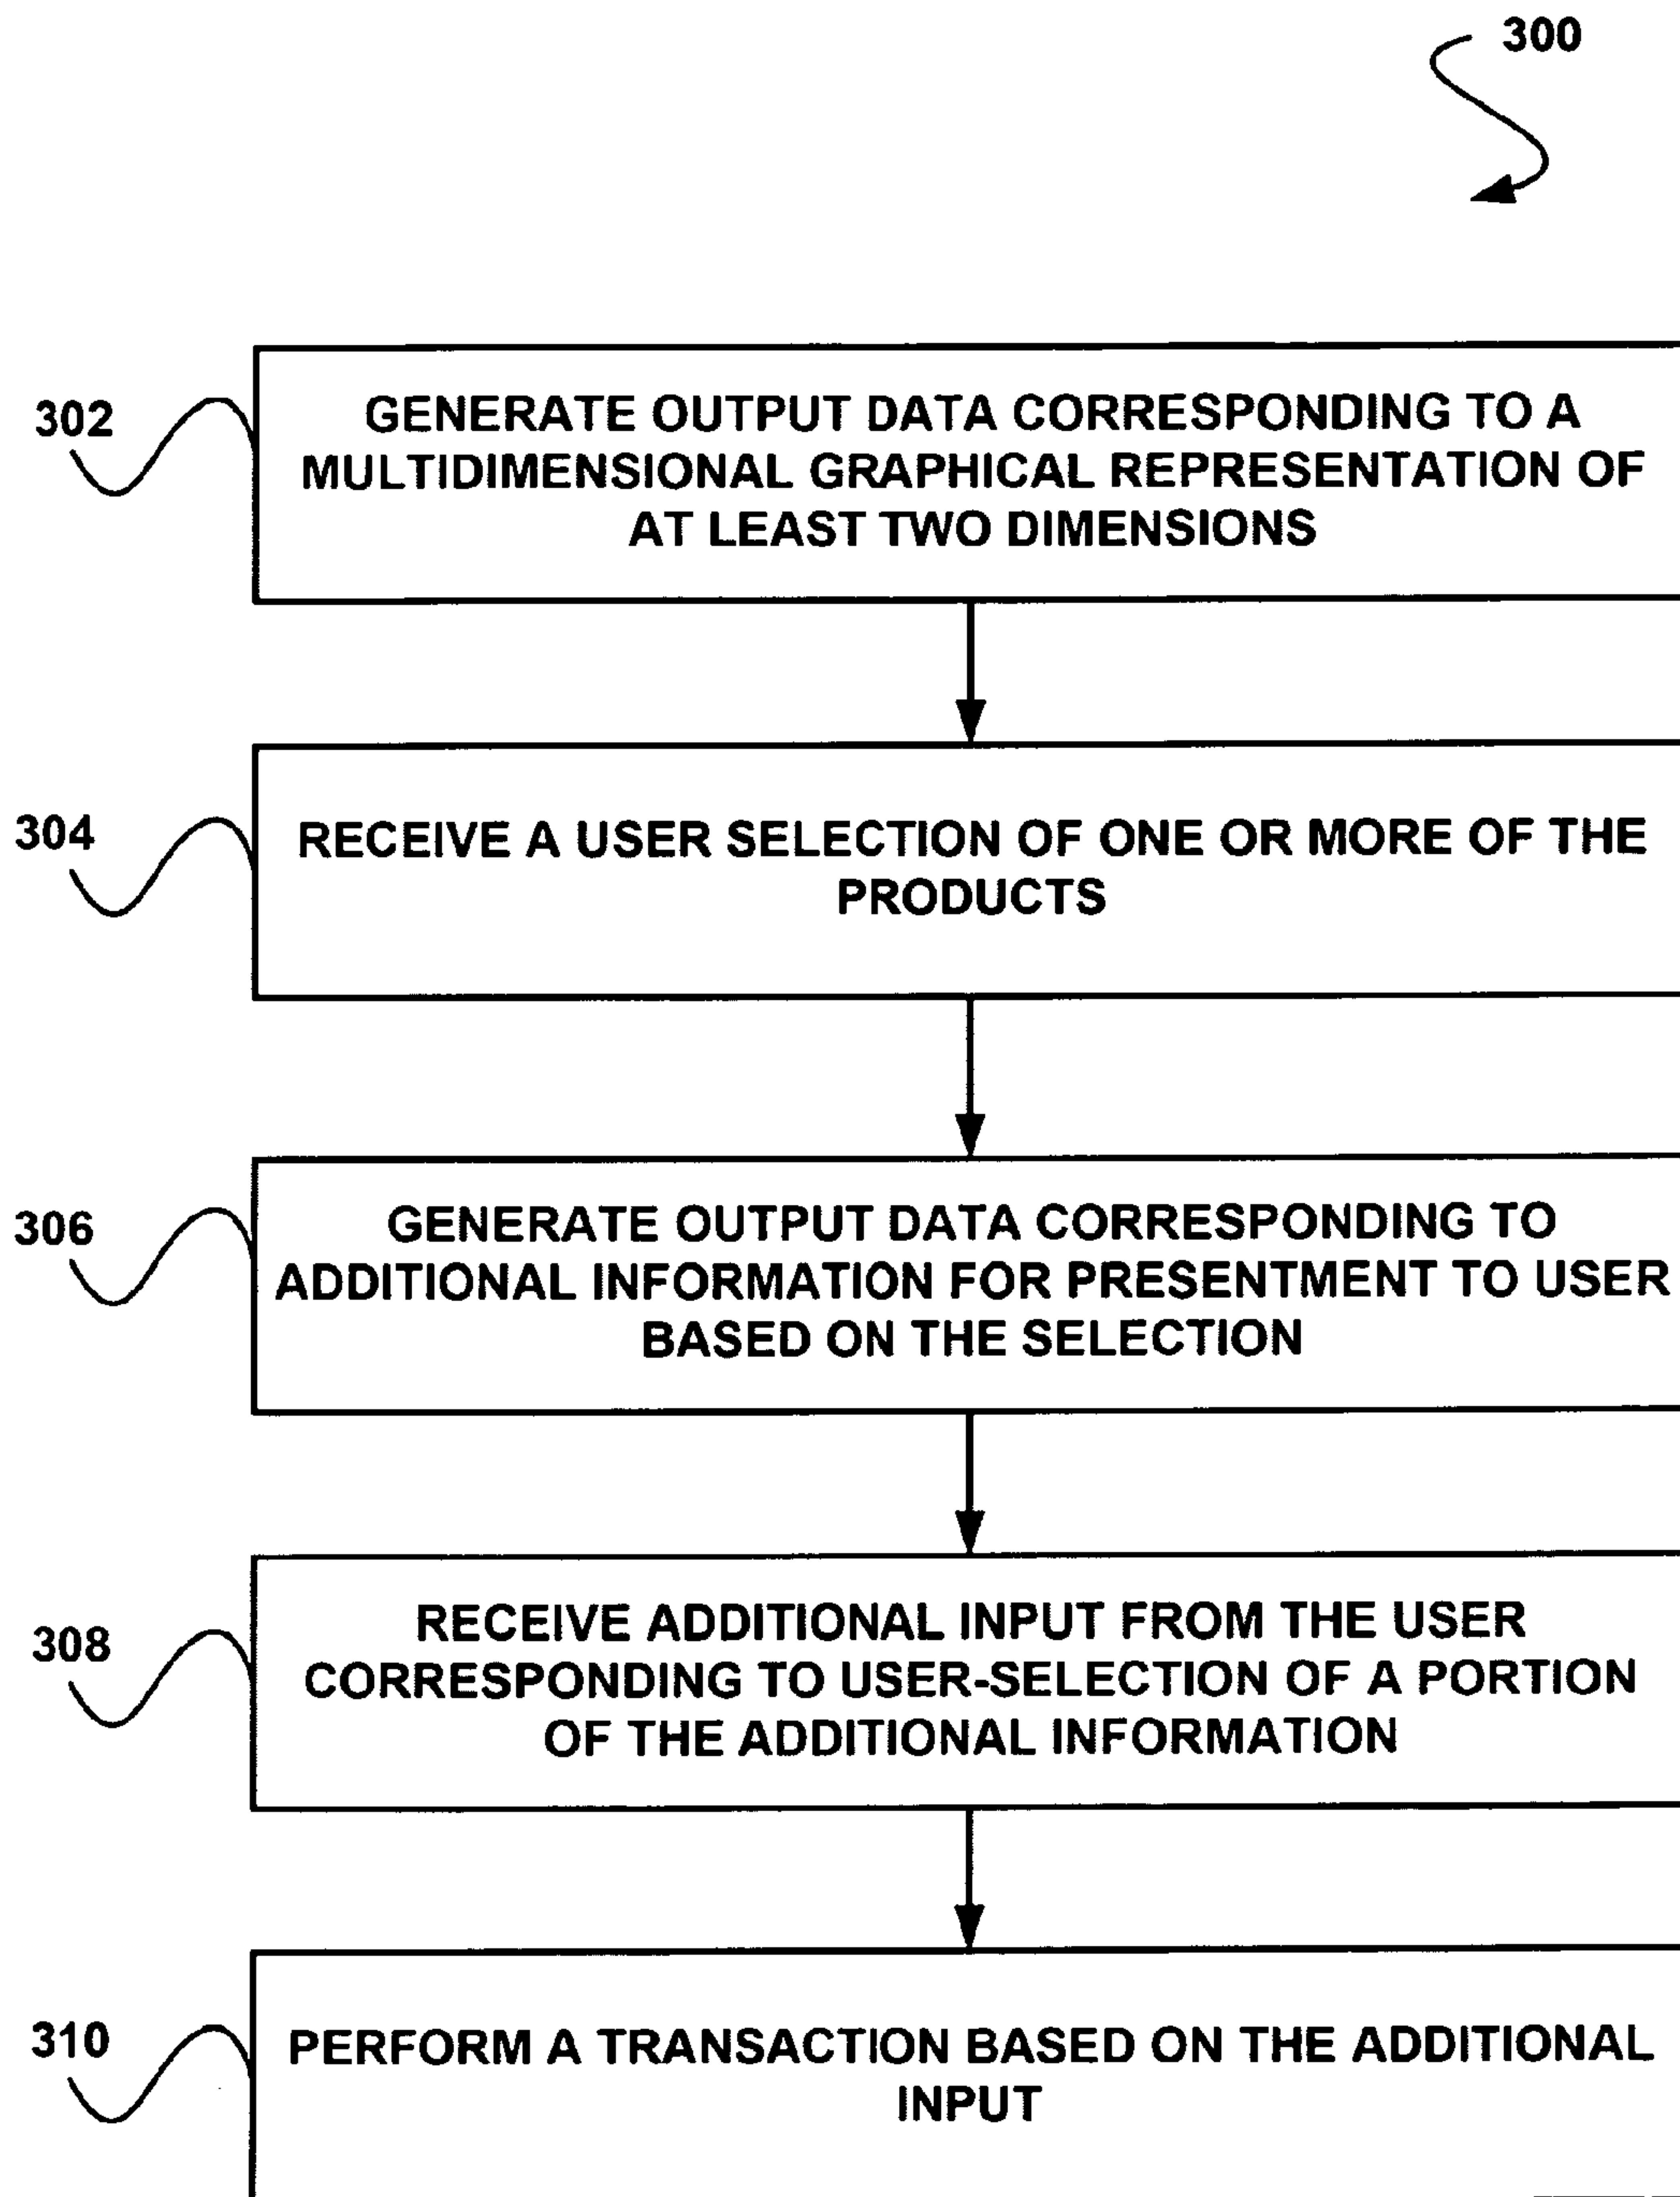 300
302
GENERATE OUTPUT DATA CORRESPONDING TO A
MULTIDIMENSIONAL GRAPHICAL REPRESENTATION OF
AT LEAST TWO DIMENSIONS
304
RECEIVE A USER SELECTION OF ONE OR MORE OF THE
PRODUCTS
306
GENERATE OUTPUT DATA CORRESPONDING TO
ADDITIONAL INFORMATION FOR PRESENTMENT TO USER
BASED ON THE SELECTION
308
RECEIVE ADDITIONAL INPUT FROM THE USER
CORRESPONDING TO USER-SELECTION OF A PORTION
OF THE ADDITIONAL INFORMATION
310
PERFORM A TRANSACTION BASED ON THE ADDITIONAL
INPUT